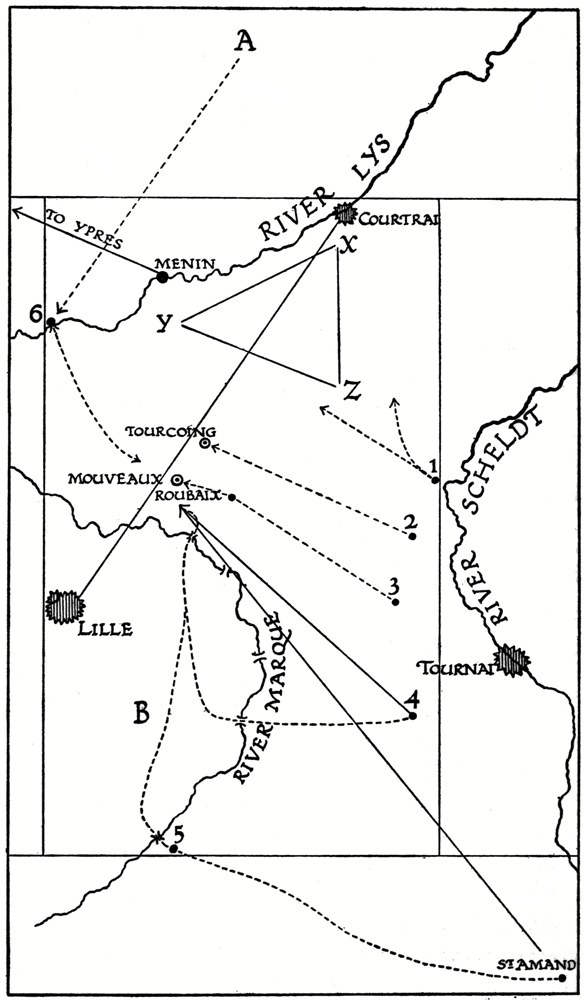 A
RIVER LYS
TO YPRES
COURTRAI
X
MENIN
6
Y
Z
TOURCOING
1
MOUVEAUX
ROUBAIX
RIVER SCHELDT
2
3
LILLE
TOURNAI
RIVER MARQUE
4
B
5
ST AMAND